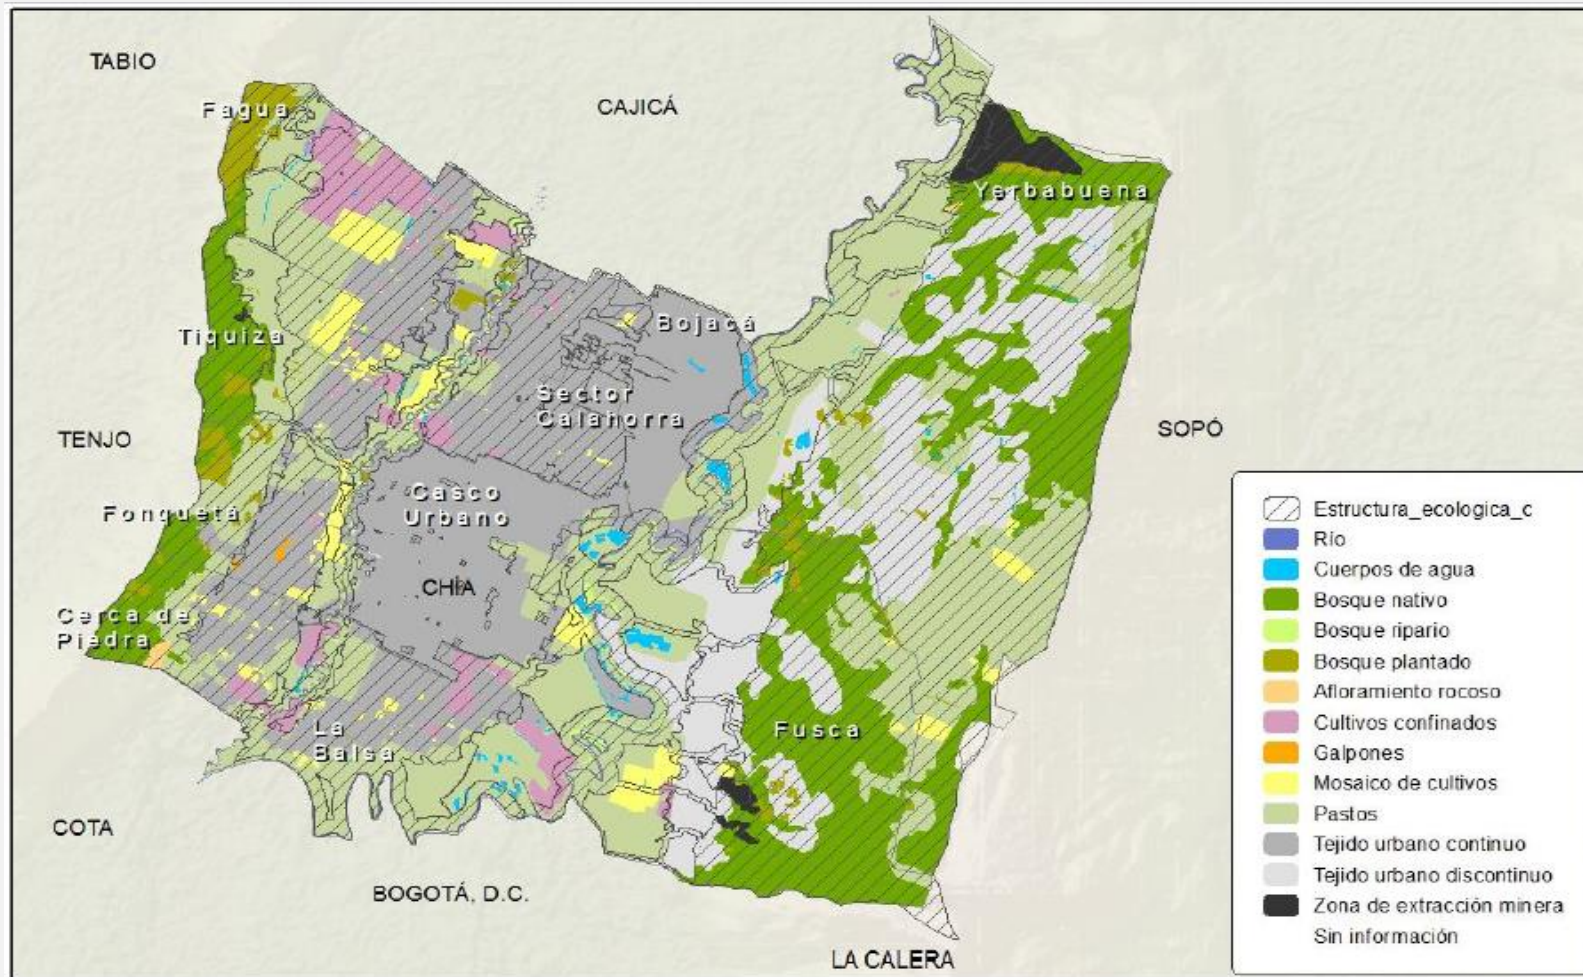 TABIO
Fagua
CAJICÁ
Yerbabuena
Tiquiza
Bojacá
Sector
Calahorra
TENJO
SOPÓ
Casco
Urbano
Fonquetá
CHÍA
Cerca de
Piedra
La
Balsa
Fusca
COTA
BOGOTÁ, D.C.
LA CALERA
Estructura_ecologica_c
Río
Cuerpos de agua
Bosque nativo
Bosque ripario
Bosque plantado
Afloramiento rocoso
Cultivos confinados
Galpones
Mosaico de cultivos
Pastos
Tejido urbano continuo
Tejido urbano discontinuo
Zona de extracción minera
Sin información